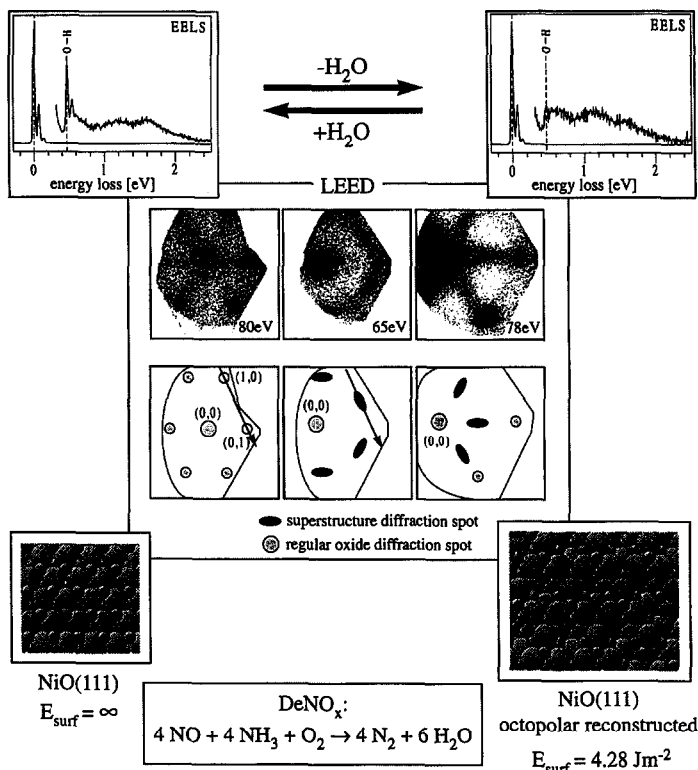 EELS
O-H
0
1
2
energy loss [eV]
-H₂O
+H₂O
EELS
O-H
0
1
2
energy loss [eV]
LEED
80eV
65eV
78eV
(1,0)
(0,0)
(0,1)
(0,0)
(0,0)
superstructure diffraction spot
regular oxide diffraction spot
NiO(111)
E_surf = ∞
DeNOₓ:
4 NO + 4 NH₃ + O₂ → 4 N₂ + 6 H₂O
NiO(111)
octopolar reconstructed
E_surf = 4,28 Jm⁻²